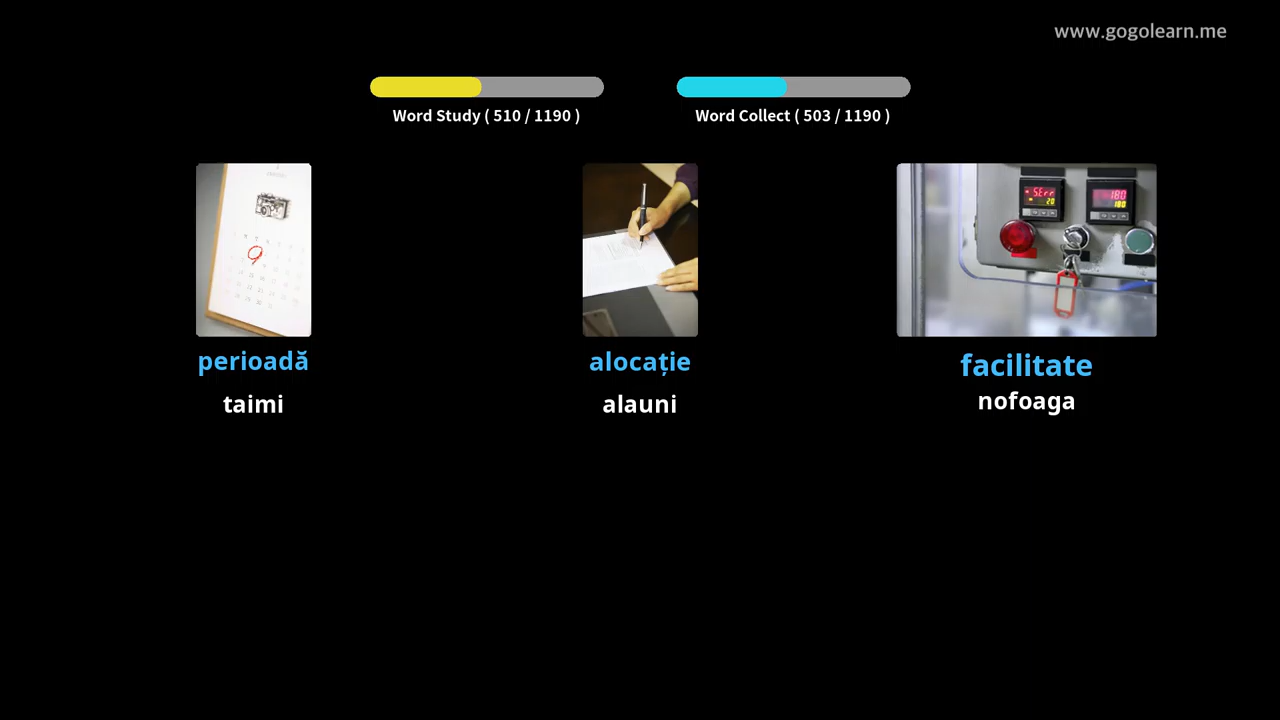 www.gogolearn.me
Word Study ( 510 / 1190 )
Word Collect ( 503 / 1190 )
perioadă
taimi
alocație
alauni
facilitate
nofoaga